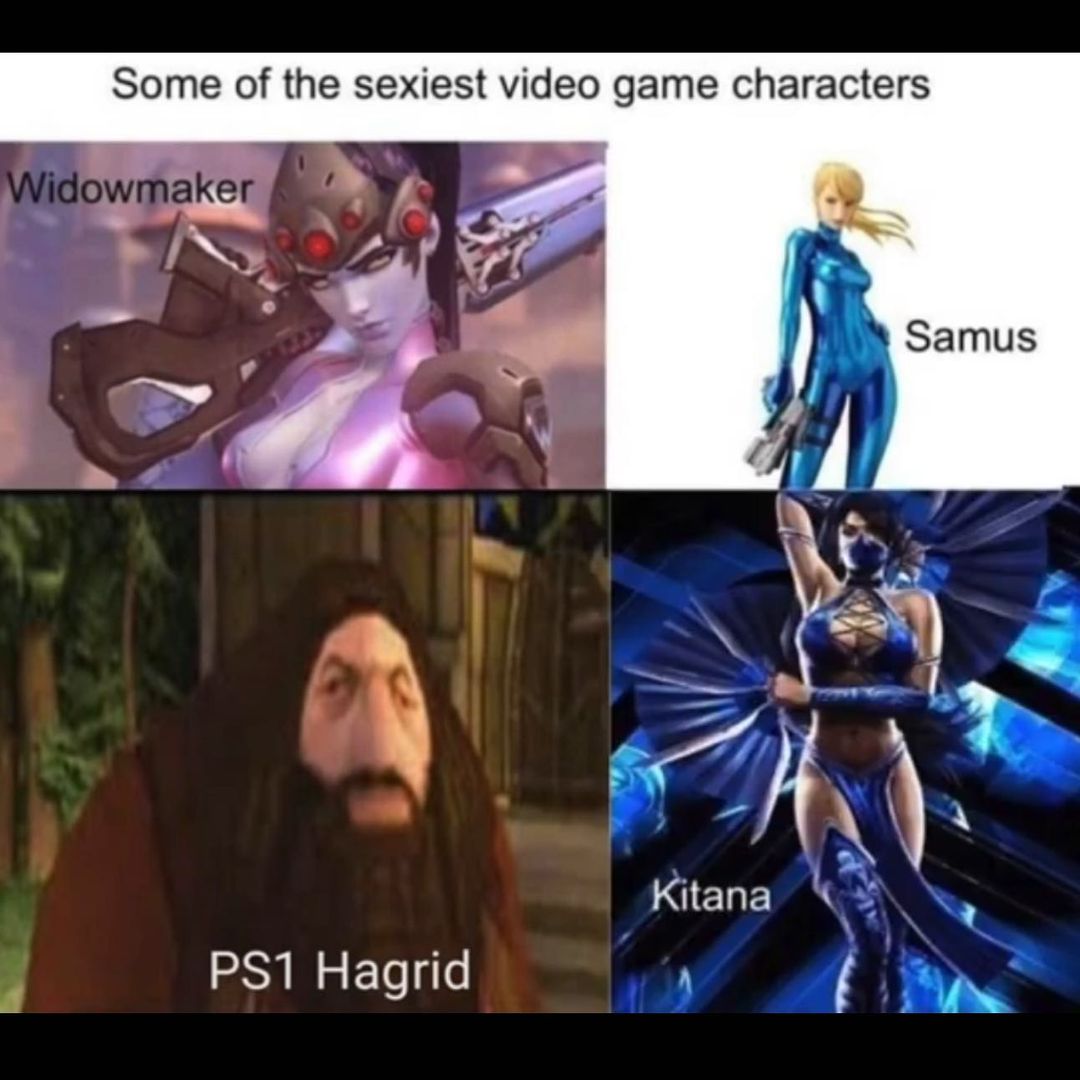 Some of the sexiest video game characters
Widowmaker
Samus
PS1 Hagrid
Kitana